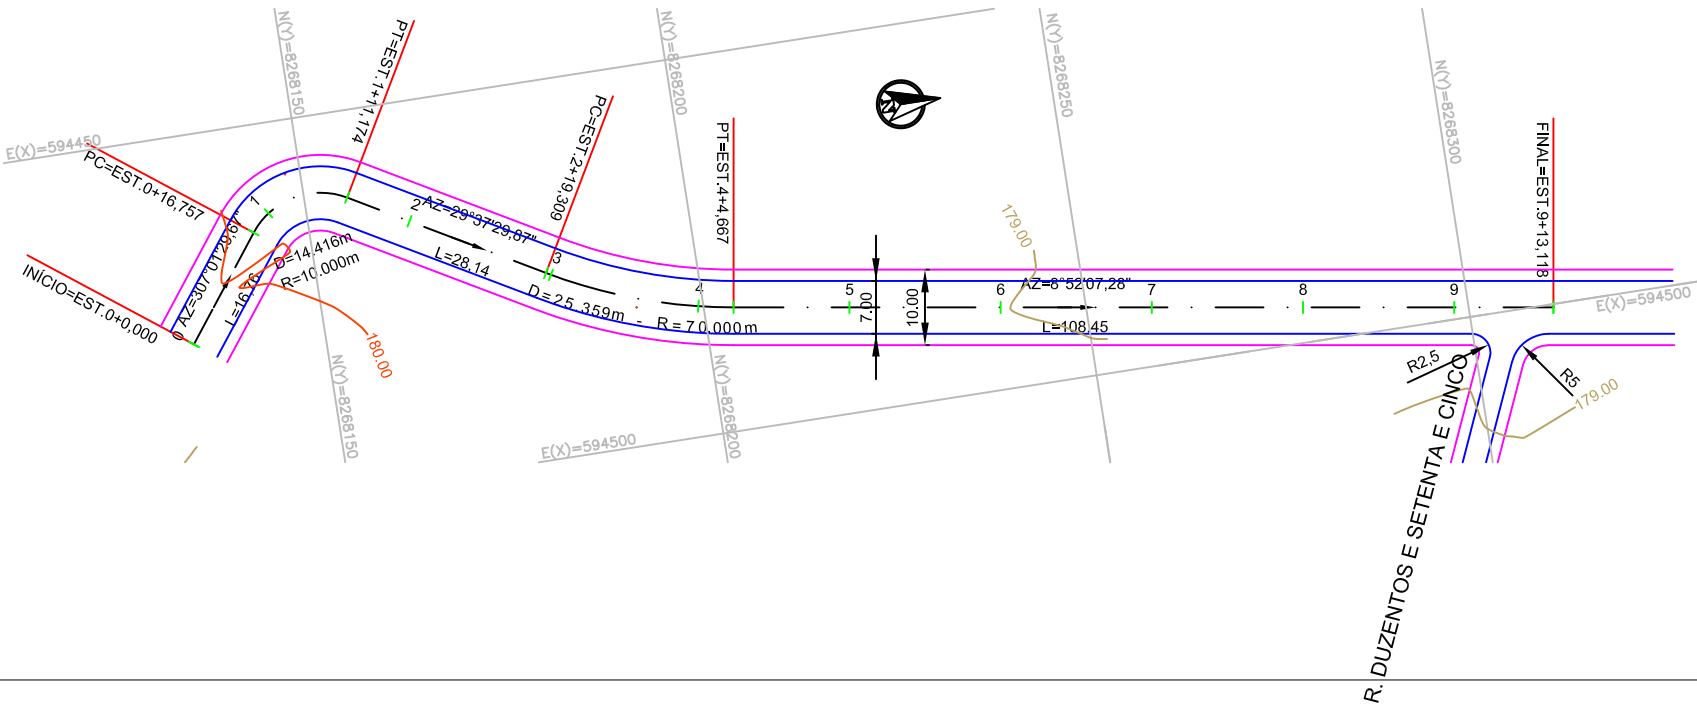 N(Y)=8268150
PT=EST.1+11,174
N(Y)=8268200
N(Y)=8268250
N(Y)=8268300
E(X)=594450
PC=EST.0+16,757
PC=EST.2+19,309
PT=EST.4+4,667
FINAL=EST.9+13,118
N
1
2
AZ=29°37'29,87"
L=28,14
3
179.00
D=14.416m
R=10.000m
AZ=307°01'29,67"
L=16,76
INÍCIO=EST.0+0,000
0
D=25.359m - R=70.000m
4
5
6
AZ=8°52'07,28"
7
8
9
L=108,45
7.00
10.00
E(X)=594500
180.00
N(Y)=8268150
N(Y)=8268200
E(X)=594500
R2,5
R5
179.00
R. DUZENTOS E SETENTA E CINCO